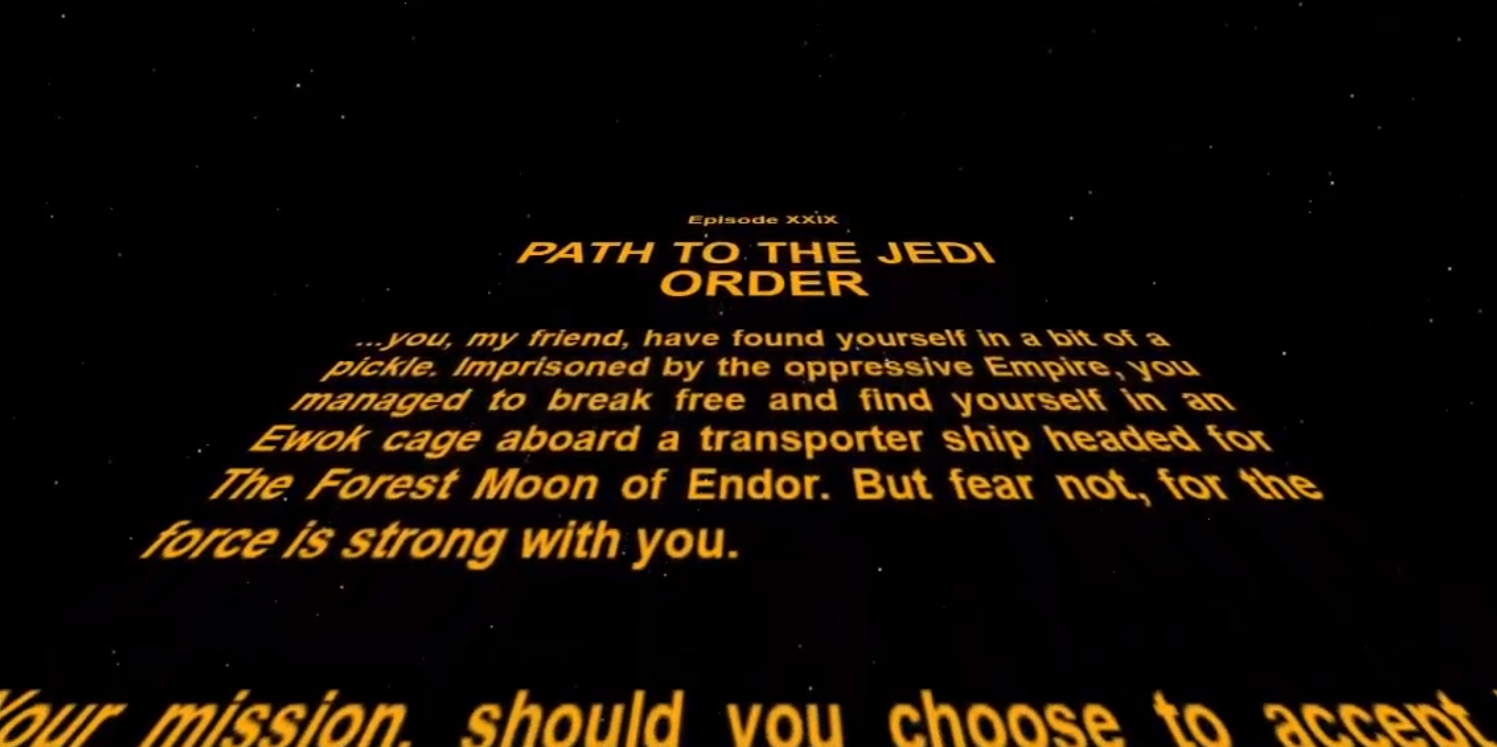 Episode XXIX
PATH TO THE JEDI
ORDER
...you, my friend, have found yourself in a bit of a
pickle. Imprisoned by the oppressive Empire, you
managed to break free and find yourself in an
Ewok cage aboard a transporter ship headed for
The Forest Moon of Endor. But fear not, for the
force is strong with you.
Your mission, should you choose to accept